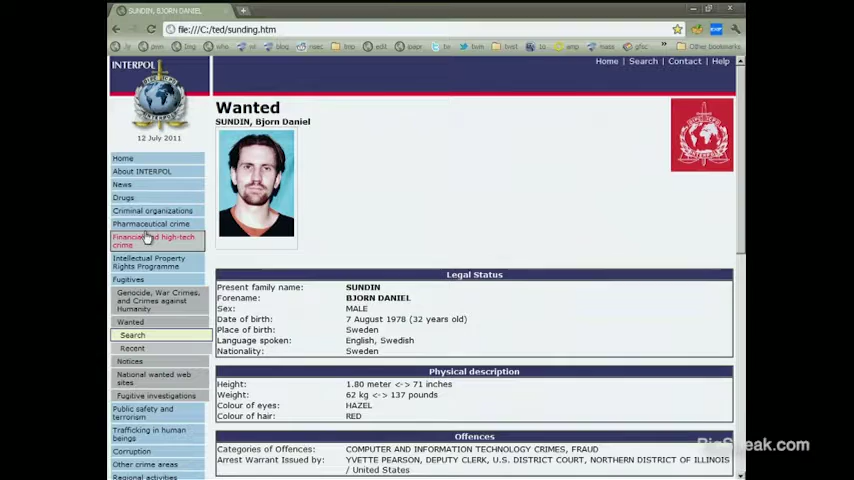 SUNDIN, BJORN DANIEL
file:///C:/ted/sunding.htm
Other bookmarks
INTERPOL
Home | Search | Contact | Help
12 July 2011
Home
About INTERPOL
News
Drugs
Criminal organizations
Pharmaceutical crime
Financial and high-tech
crime
Intellectual Property
Rights Programme
Fugitives
Genocide, War Crimes,
and Crimes against
Humanity
Wanted
Search
Recent
Notices
National wanted web
sites
Fugitive investigations
Public safety and
terrorism
Trafficking in human
beings
Corruption
Other crime areas
Regional activities
Wanted
SUNDIN, Bjorn Daniel
Legal Status
Present family name: SUNDIN
Forename: BJORN DANIEL
Sex: MALE
Date of birth: 7 August 1978 (32 years old)
Place of birth: Sweden
Language spoken: English, Swedish
Nationality: Sweden
Physical description
Height: 1.80 meter <-> 71 inches
Weight: 62 kg <-> 137 pounds
Colour of eyes: HAZEL
Colour of hair: RED
Offences
Categories of Offences: COMPUTER AND INFORMATION TECHNOLOGY CRIMES, FRAUD
Arrest Warrant Issued by: YVETTE PEARSON, DEPUTY CLERK, U.S. DISTRICT COURT, NORTHERN DISTRICT OF ILLINOIS
/ United States
BigSpeak.com